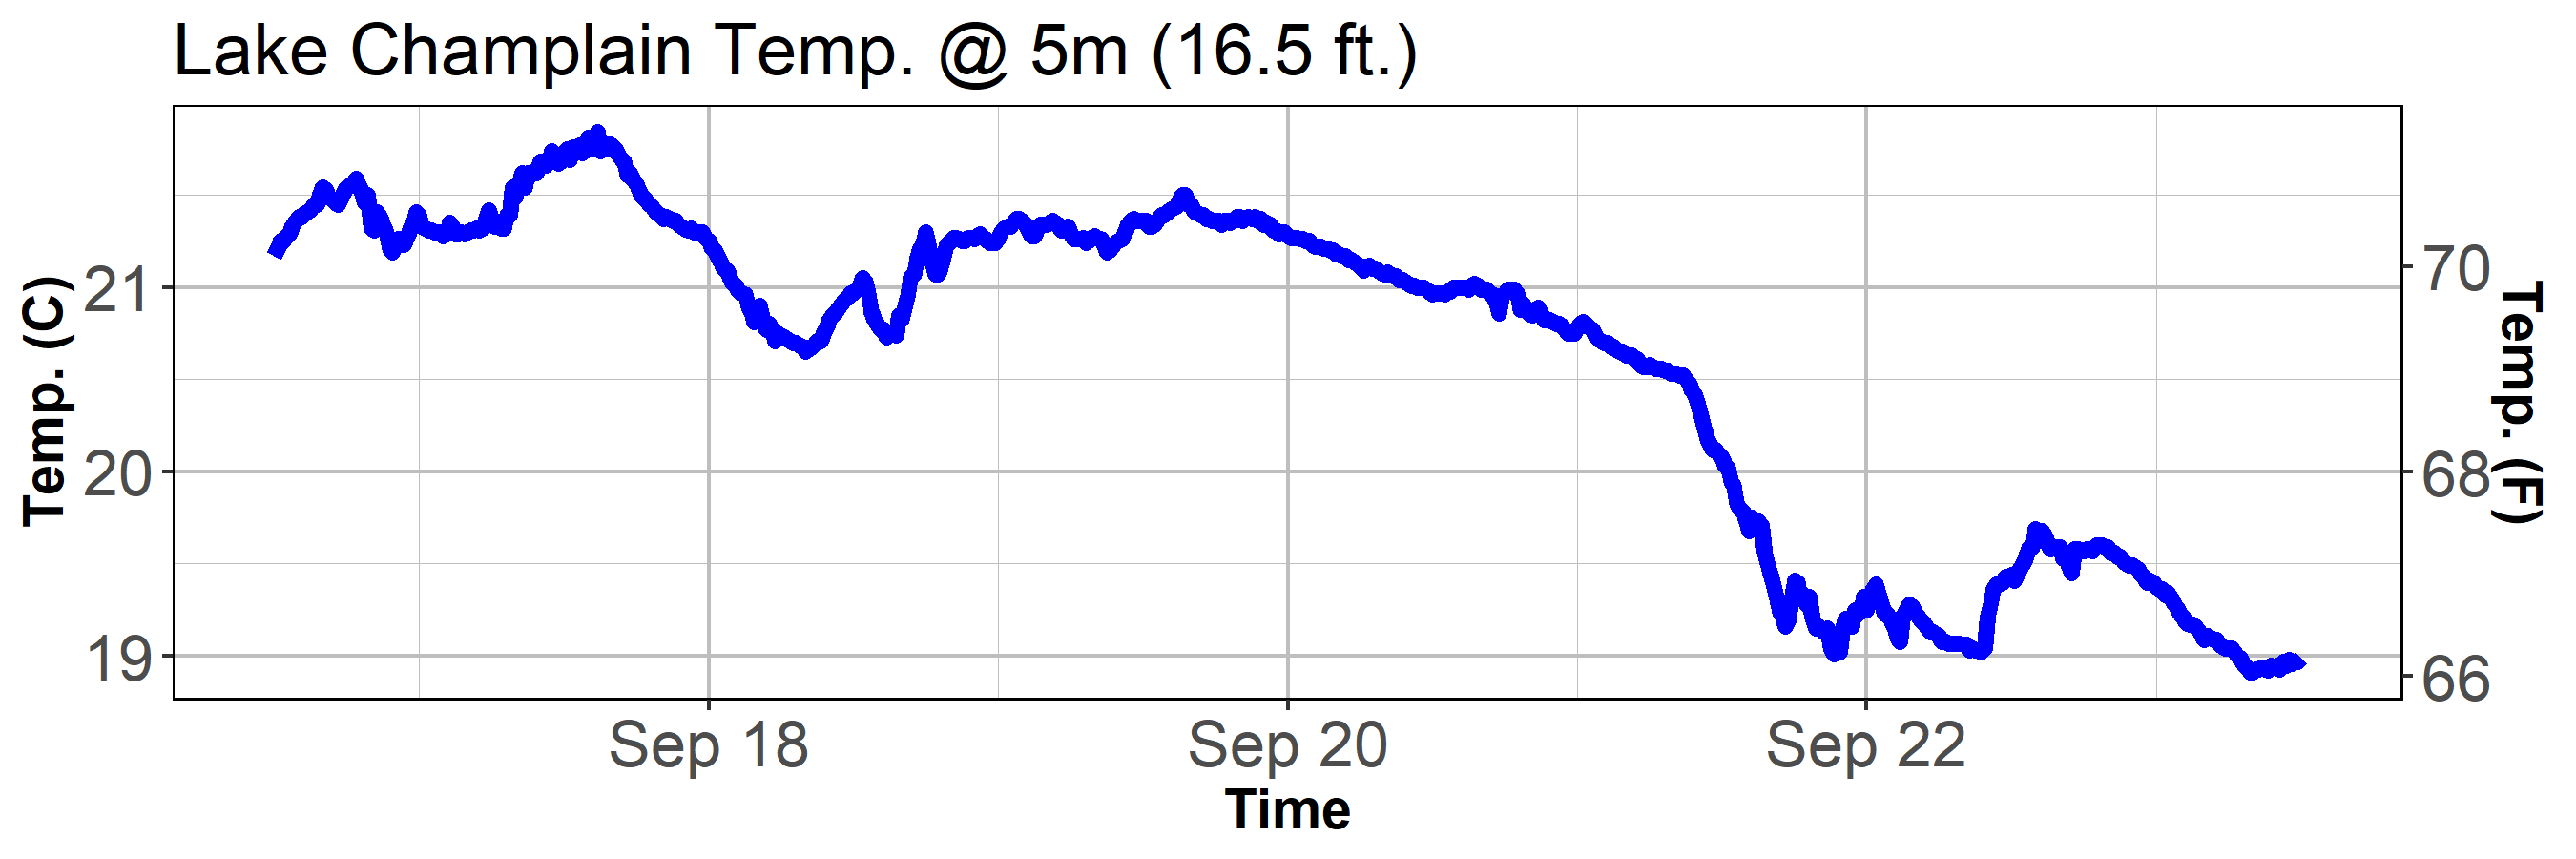 Lake Champlain Temp. @ 5m (16.5 ft.)
Temp. (C)
21
20
19
70
68
66
Temp. (F)
Sep 18
Sep 20
Sep 22
Time